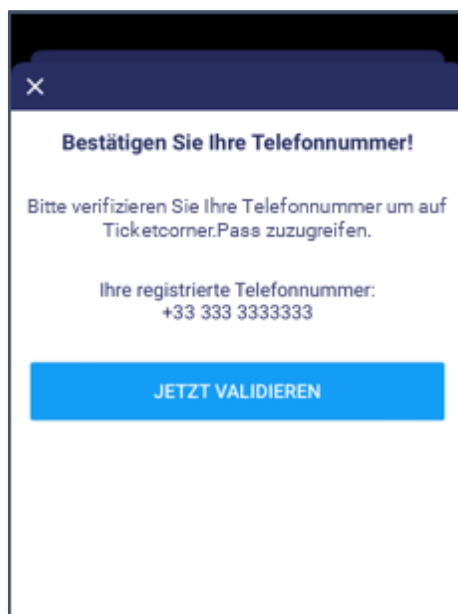 Bestätigen Sie Ihre Telefonnummer!
Bitte verifizieren Sie Ihre Telefonnummer um auf
Ticketcorner.Pass zuzugreifen.
Ihre registrierte Telefonnummer:
+33 333 3333333
JETZT VALIDIEREN